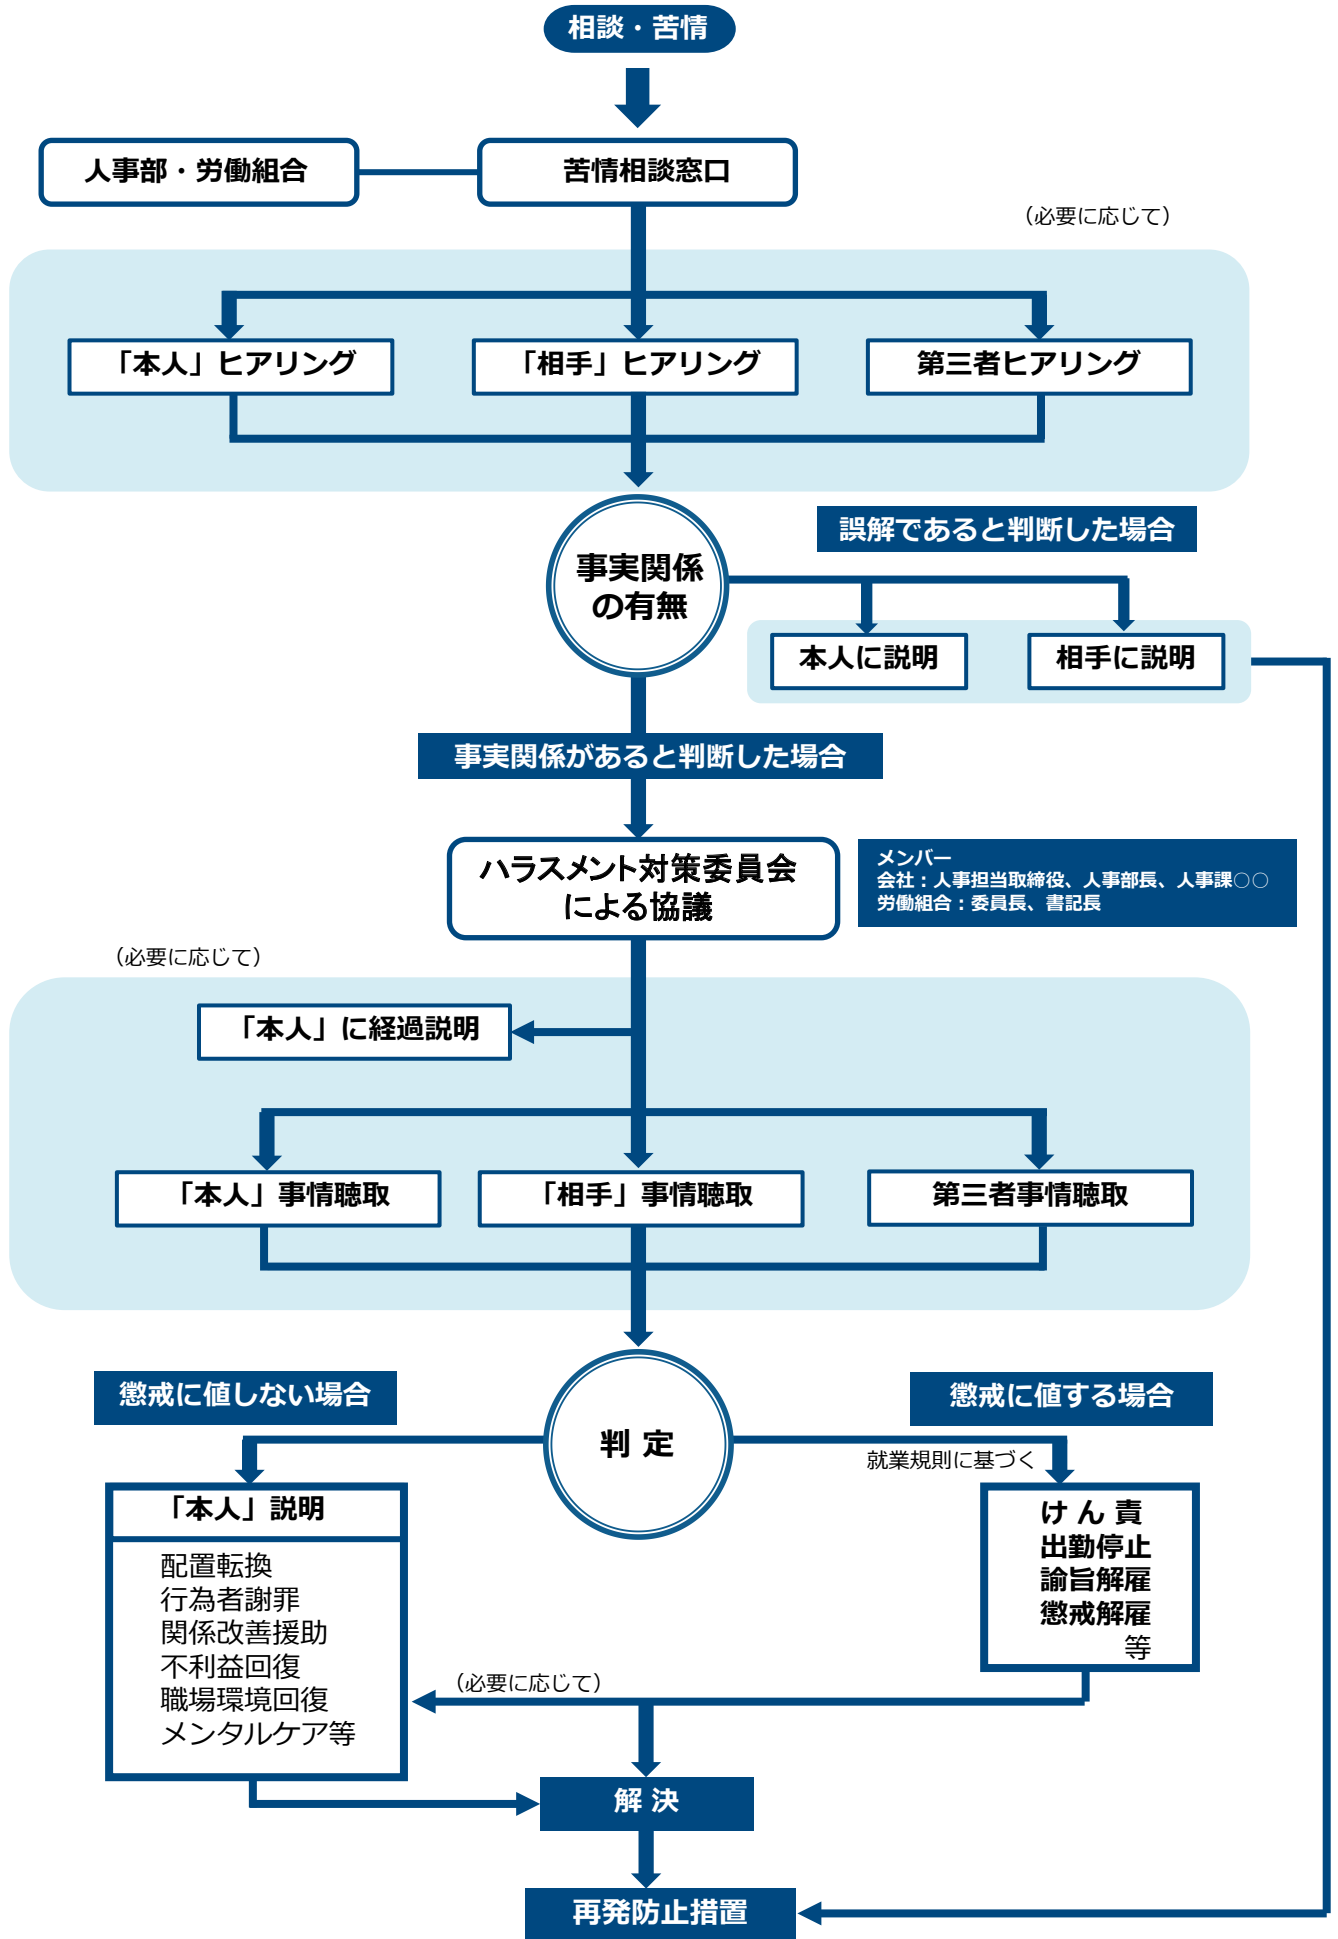 相談・苦情
人事部・労働組合
苦情相談窓口
（必要に応じて）
「本人」ヒアリング
「相手」ヒアリング
第三者ヒアリング
事実関係
の有無
誤解であると判断した場合
本人に説明
相手に説明
事実関係があると判断した場合
ハラスメント対策委員会
による協議
メンバー
会社：人事担当取締役、人事部長、人事課○○
労働組合：委員長、書記長
（必要に応じて）
「本人」に経過説明
「本人」事情聴取
「相手」事情聴取
第三者事情聴取
判 定
懲戒に値しない場合
懲戒に値する場合
就業規則に基づく
「本人」説明
配置転換
行為者謝罪
関係改善援助
不利益回復
職場環境回復
メンタルケア等
け ん 責
出勤停止
諭旨解雇
懲戒解雇
等
（必要に応じて）
解 決
再発防止措置